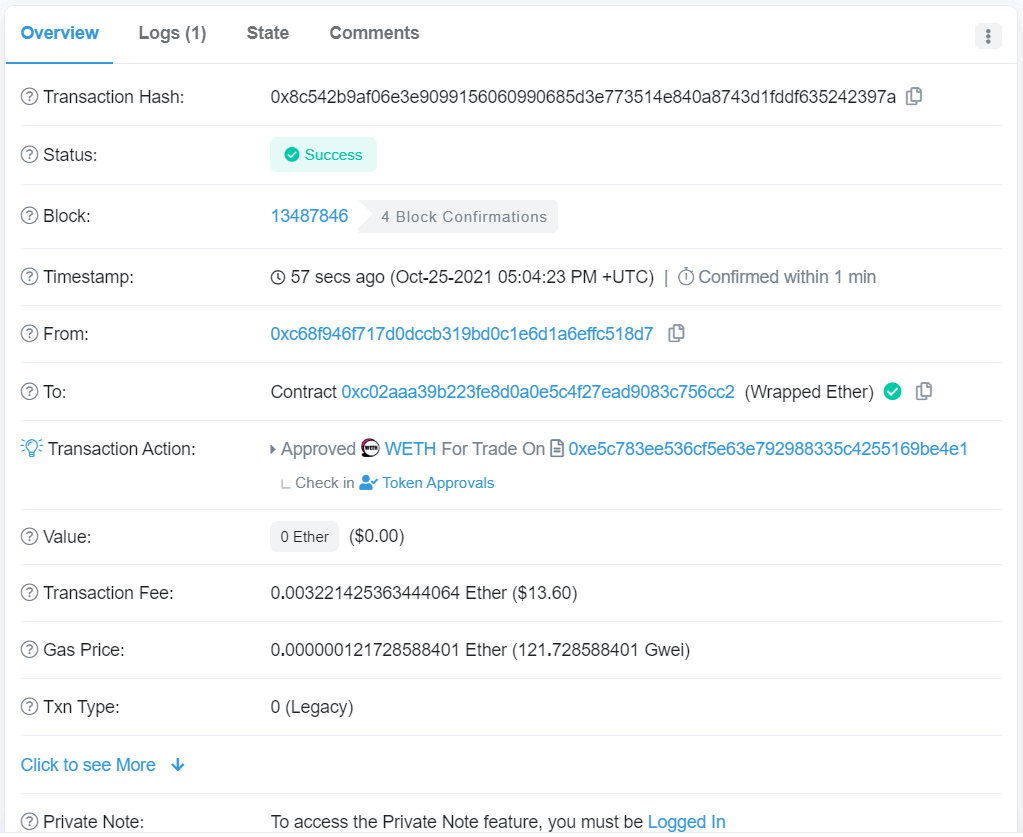 Overview Logs (1) State Comments
Transaction Hash: 0x8c542b9af06e3e9099156060990685d3e773514e840a8743d1fddf635242397a
Status: Success
Block: 13487846 4 Block Confirmations
Timestamp: 57 secs ago (Oct-25-2021 05:04:23 PM +UTC) | Confirmed within 1 min
From: 0xc68f946f717d0dccb319bd0c1e6d1a6effc518d7
To: Contract 0xc02aaa39b223fe8d0a0e5c4f27ead9083c756cc2 (Wrapped Ether)
Transaction Action: Approved WETH For Trade On 0xe5c783ee536cf5e63e792988335c4255169be4e1
Check in Token Approvals
Value: 0 Ether ($0.00)
Transaction Fee: 0.003221425363444064 Ether ($13.60)
Gas Price: 0.000000121728588401 Ether (121.728588401 Gwei)
Txn Type: 0 (Legacy)
Click to see More
Private Note: To access the Private Note feature, you must be Logged In